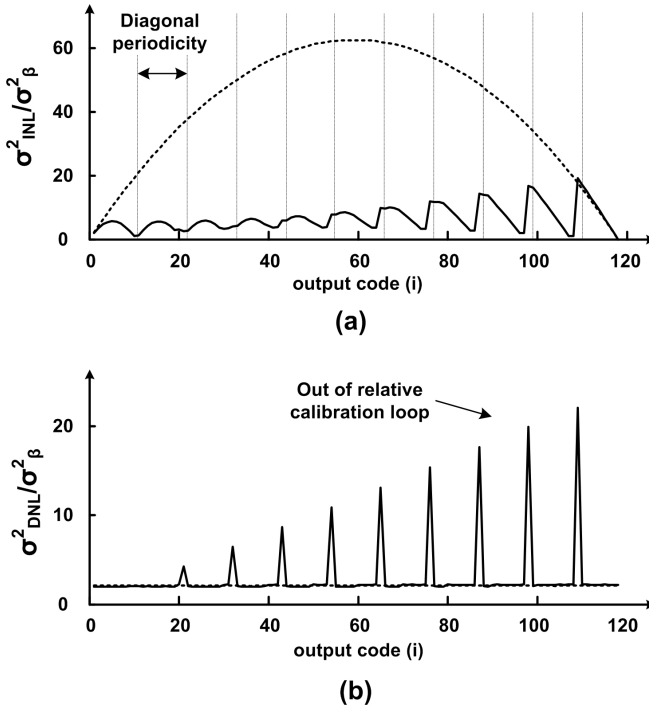 Diagonal
periodicity
σ²INL/σ²β
60
40
20
0
0 20 40 60 80 100 120
output code (i)
(a)
Out of relative
calibration loop
σ²DNL/σ²β
20
10
0
0 20 40 60 80 100 120
output code (i)
(b)